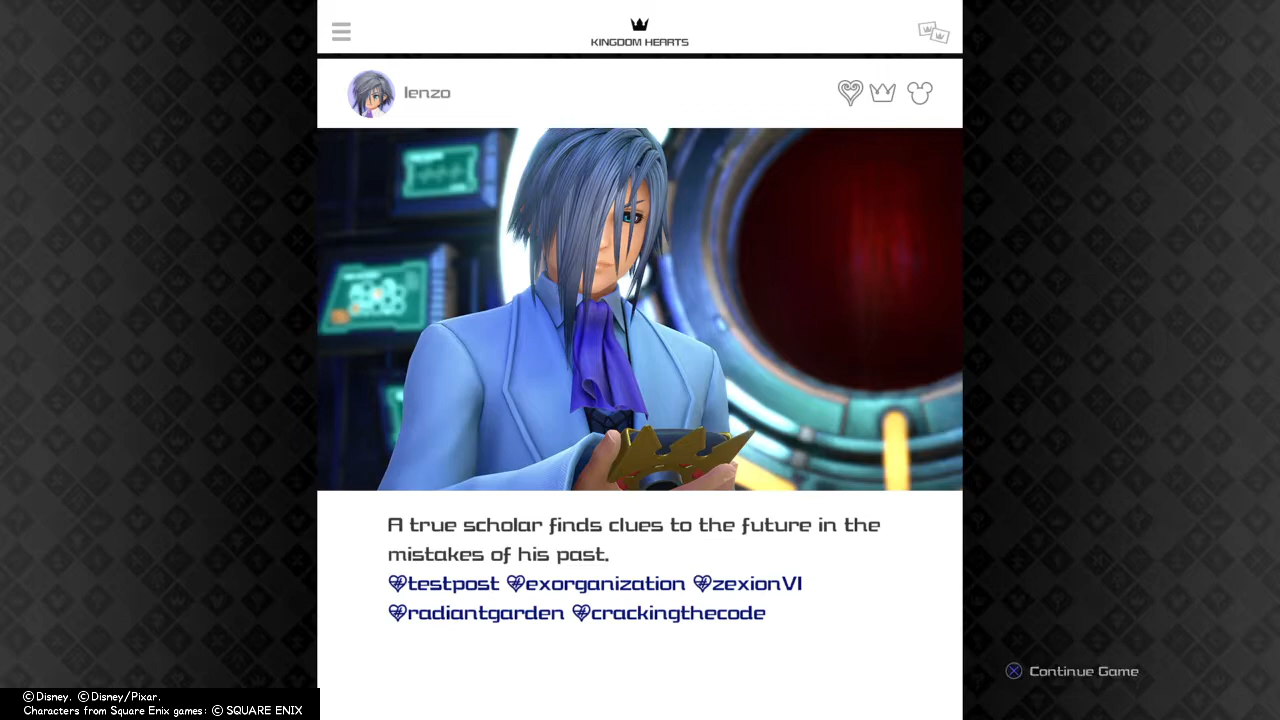 KINGDOM HEARTS
Ienzo
A true scholar finds clues to the future in the
mistakes of his past.
#testpost #exorganization #zexionVI
#radiantgarden #crackingthecode
Continue Game
©Disney. ©Disney/Pixar.
Characters from Square Enix games: © SQUARE ENIX